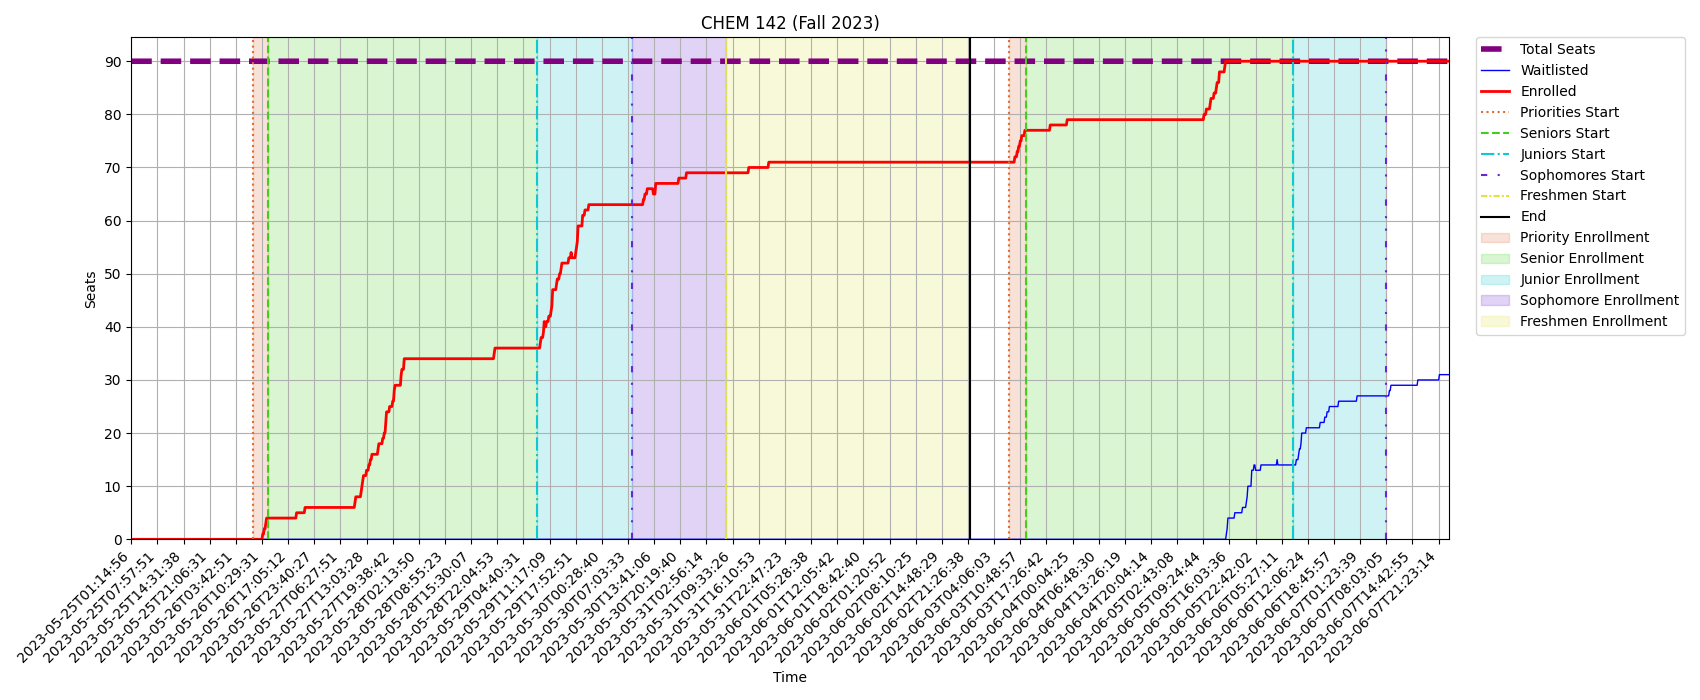 CHEM 142 (Fall 2023)
Seats
90
80
70
60
50
40
30
20
10
0
2023-05-25T01:14:56
2023-05-25T07:57:51
2023-05-25T14:31:38
2023-05-25T21:06:31
2023-05-26T03:42:51
2023-05-26T10:29:31
2023-05-26T17:05:12
2023-05-26T23:40:27
2023-05-27T06:27:51
2023-05-27T13:03:28
2023-05-27T19:38:42
2023-05-28T02:13:50
2023-05-28T08:55:23
2023-05-28T15:30:07
2023-05-28T22:04:53
2023-05-29T04:40:31
2023-05-29T11:17:09
2023-05-29T17:52:51
2023-05-30T00:28:40
2023-05-30T07:03:33
2023-05-30T13:41:06
2023-05-30T20:19:40
2023-05-31T02:56:14
2023-05-31T09:33:26
2023-05-31T16:10:53
2023-05-31T22:47:23
2023-06-01T05:28:38
2023-06-01T12:05:42
2023-06-01T18:42:40
2023-06-02T01:20:52
2023-06-02T08:10:25
2023-06-02T14:48:29
2023-06-02T21:26:38
2023-06-03T04:06:03
2023-06-03T10:48:57
2023-06-03T17:26:42
2023-06-04T00:04:25
2023-06-04T06:48:30
2023-06-04T13:26:19
2023-06-04T20:04:14
2023-06-05T02:43:08
2023-06-05T09:24:44
2023-06-05T16:03:36
2023-06-05T22:42:02
2023-06-06T05:27:11
2023-06-06T12:06:24
2023-06-06T18:45:57
2023-06-07T01:23:39
2023-06-07T08:03:05
2023-06-07T14:42:55
2023-06-07T21:23:14
Time
Total Seats
Waitlisted
Enrolled
Priorities Start
Seniors Start
Juniors Start
Sophomores Start
Freshmen Start
End
Priority Enrollment
Senior Enrollment
Junior Enrollment
Sophomore Enrollment
Freshmen Enrollment